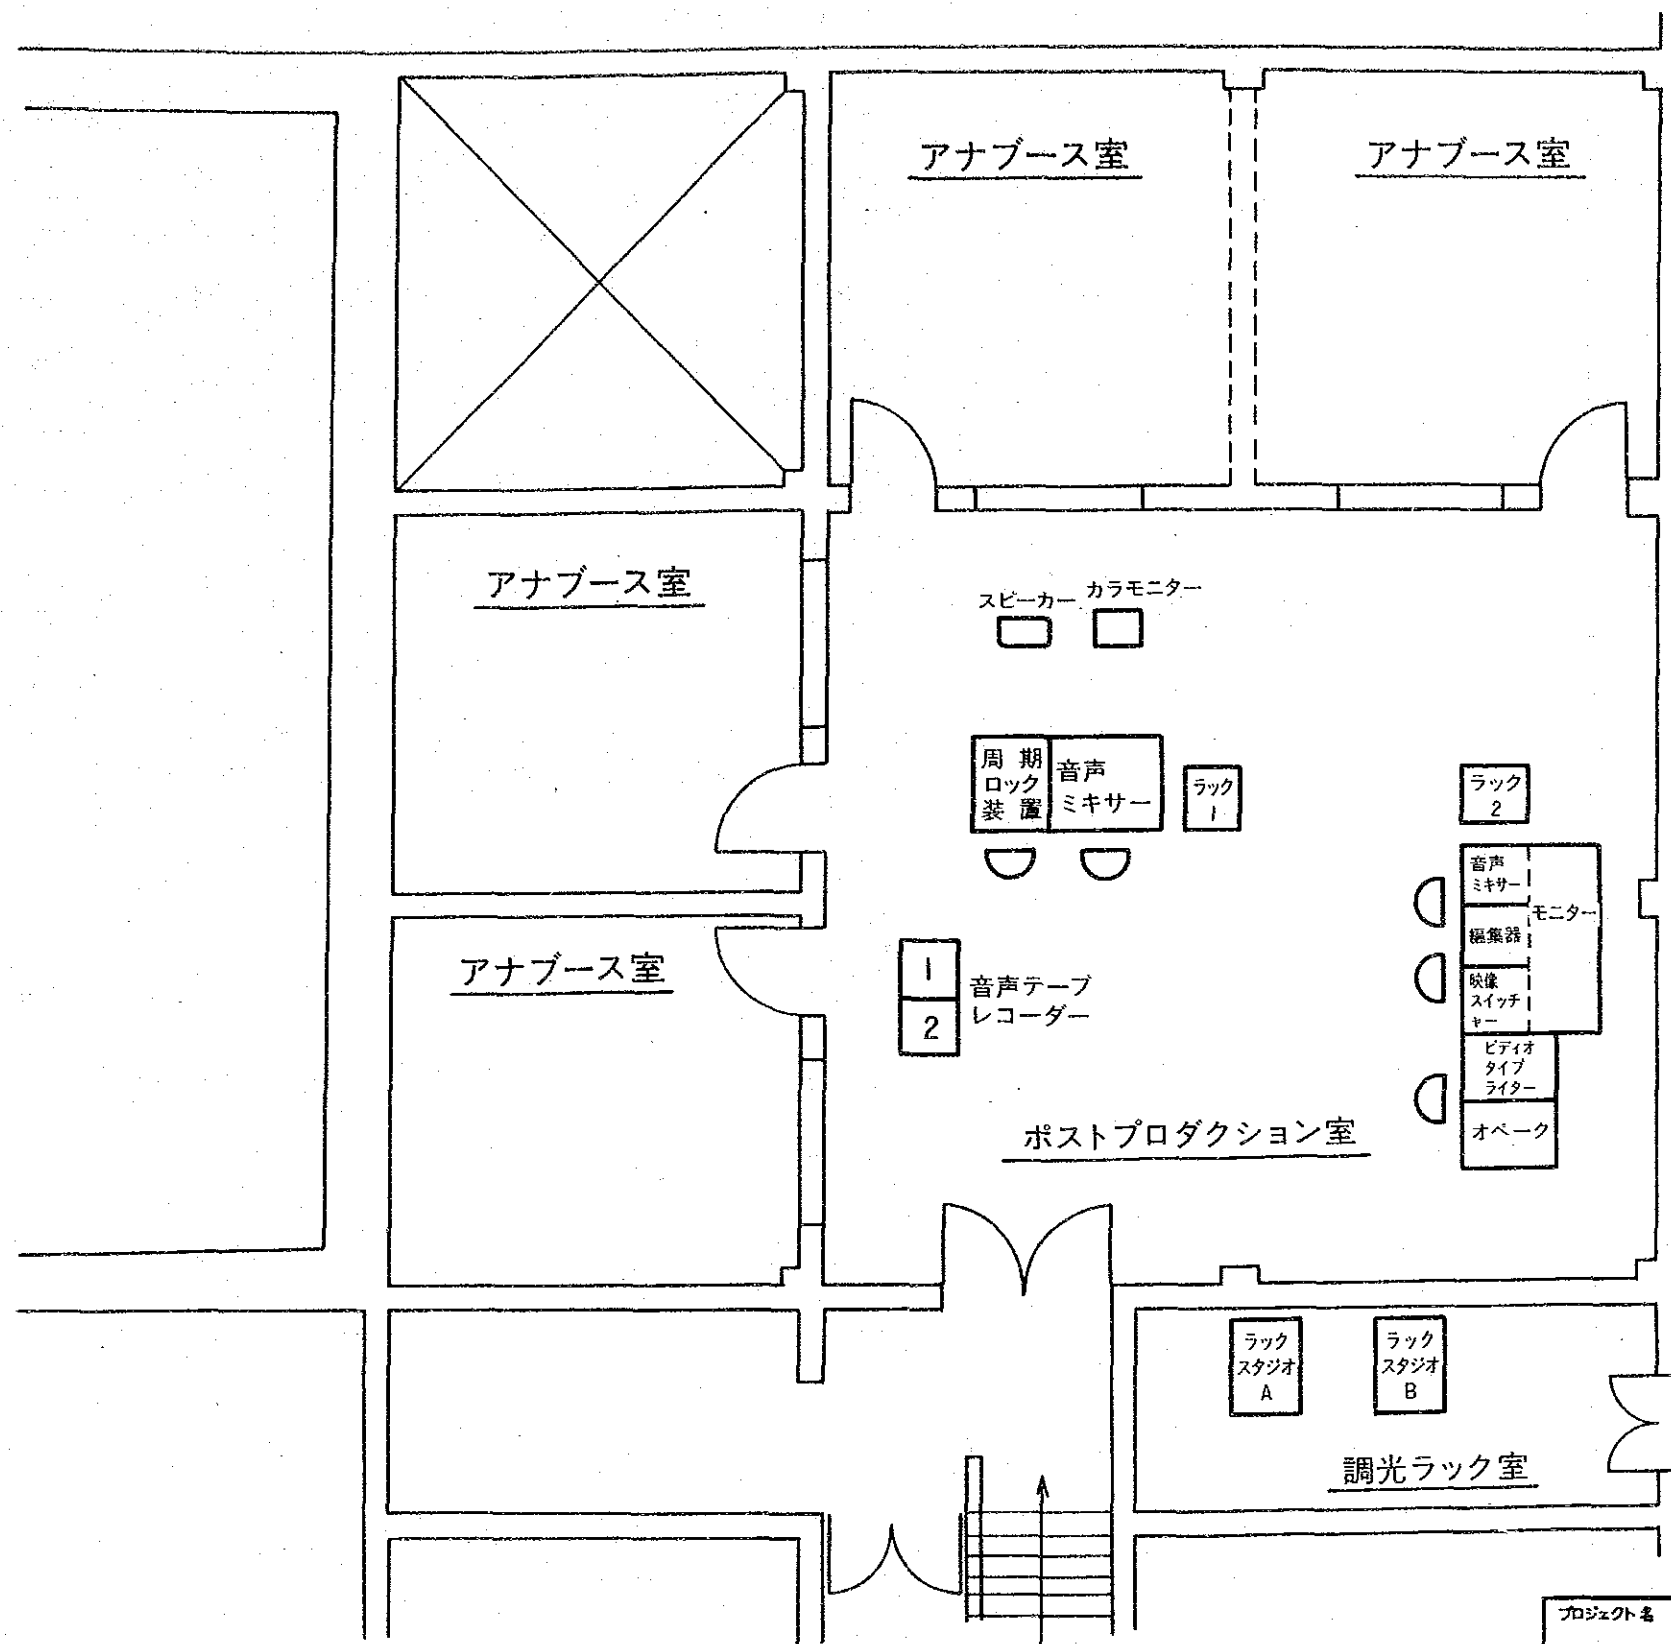 アナブース室
アナブース室
アナブース室
スピーカー
カラモニター
周期
ロック
装置
音声
ミキサー
ラック
1
ラック
2
音声
ミキサー
モニター
編集器
映像
スイッチ
ャー
ビディオ
タイプ
ライター
オペーク
アナブース室
1
2
音声テープ
レコーダー
ポストプロダクション室
ラック
スタジオ
A
ラック
スタジオ
B
調光ラック室
プロジェクト名